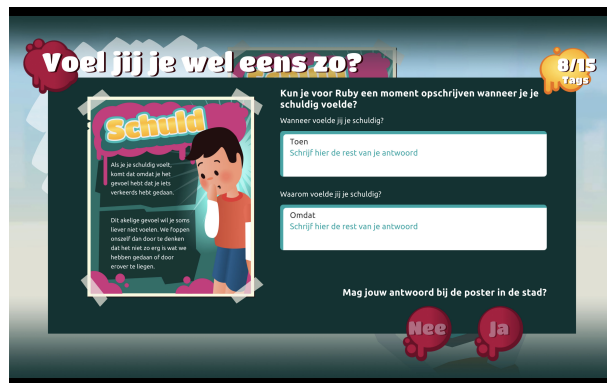 Voel jij je wel eens zo?
8/15
Tags
Kun je voor Ruby een moment opschrijven wanneer je je
schuldig voelde?
Wanneer voelde jij je schuldig?
Toen
Schrijf hier de rest van je antwoord
Waarom voelde jij je schuldig?
Omdat
Schrijf hier de rest van je antwoord
Mag jouw antwoord bij de poster in de stad?
Nee
Ja
Schuld
Als je je schuldig voelt,
komt dat omdat je het
gevoel hebt dat je iets
verkeerds hebt gedaan.
Dit akelige gevoel wil je soms
liever niet voelen. We foppen
onszelf dan door te denken
dat het niet zo erg is wat we
hebben gedaan of door
erover te liegen.